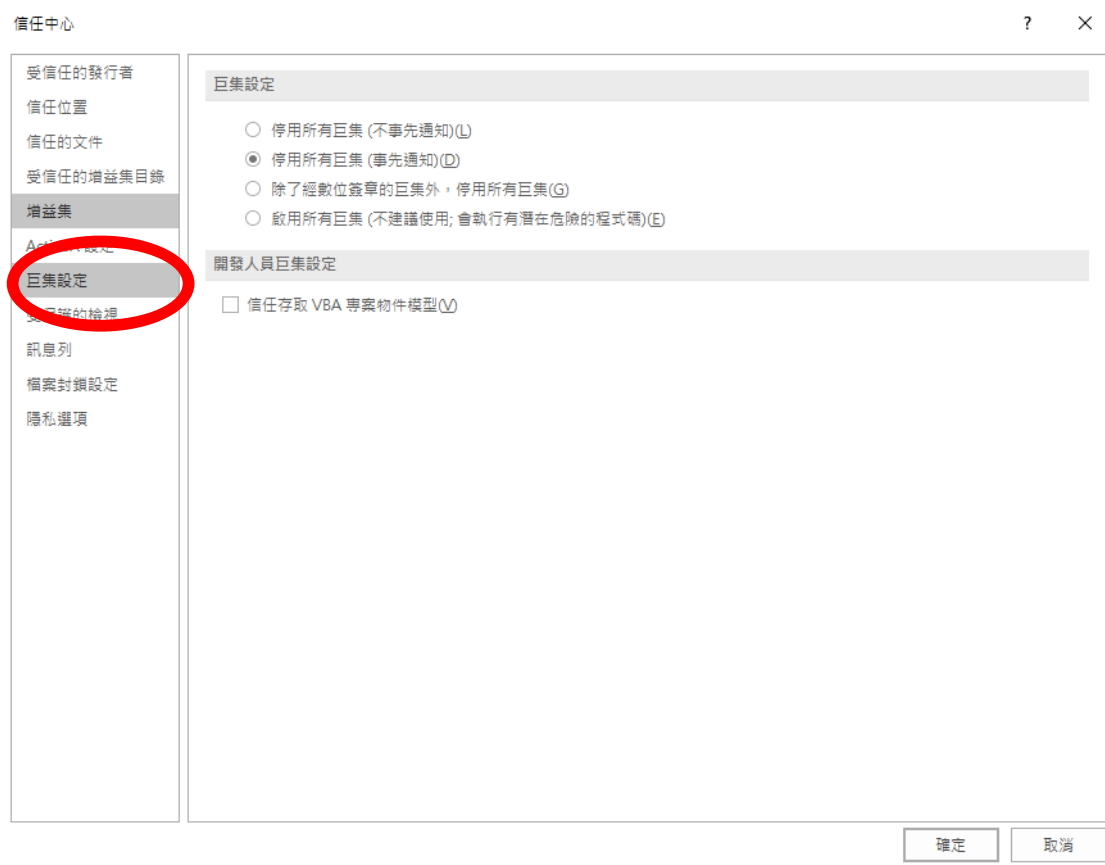 信任中心
?
受信任的發行者
信任位置
信任的文件
受信任的增益集目錄
增益集
設定
巨集設定
的檢視
訊息列
檔案封鎖設定
隱私選項
巨集設定
停用所有巨集 (不事先通知)(L)
停用所有巨集 (事先通知)(D)
除了經數位簽章的巨集外，停用所有巨集(G)
啟用所有巨集 (不建議使用; 會執行有潛在危險的程式碼)(E)
開發人員巨集設定
信任存取 VBA 專案物件模型(V)
確定
取消